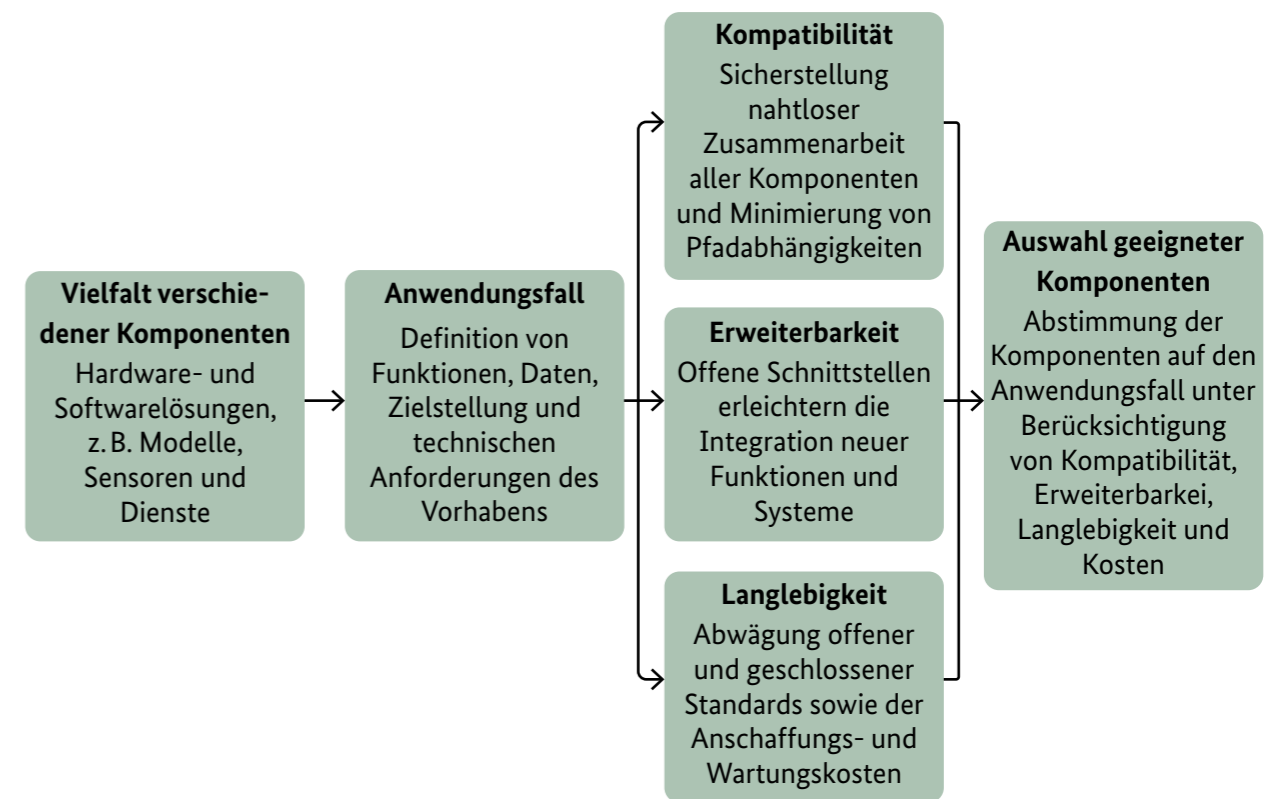 Vielfalt verschie-
dener Komponenten
Hardware- und
Softwarelösungen,
z. B. Modelle,
Sensoren und
Dienste
Anwendungsfall
Definition von
Funktionen, Daten,
Zielstellung und
technischen
Anforderungen des
Vorhabens
Kompatibilität
Sicherstellung
nahtloser
Zusammenarbeit
aller Komponenten
und Minimierung von
Pfadabhängigkeiten
Erweiterbarkeit
Offene Schnittstellen
erleichtern die
Integration neuer
Funktionen und
Systeme
Langlebigkeit
Abwägung offener
und geschlossener
Standards sowie der
Anschaffungs- und
Wartungskosten
Auswahl geeigneter
Komponenten
Abstimmung der
Komponenten auf den
Anwendungsfall unter
Berücksichtigung
von Kompatibilität,
Erweiterbarkei,
Langlebigkeit und
Kosten